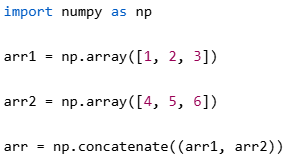 import numpy as np
arr1 = np.array([1, 2, 3])
arr2 = np.array([4, 5, 6])
arr = np.concatenate((arr1, arr2))